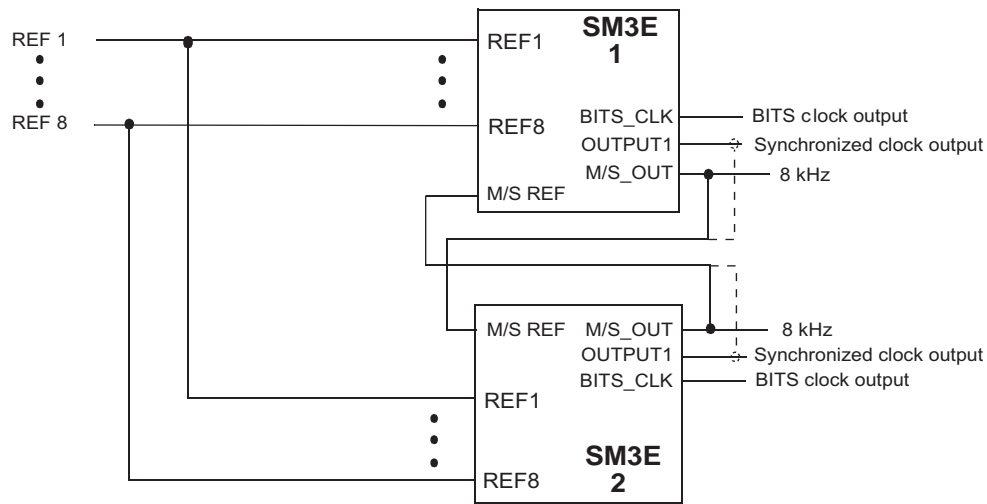 REF 1
REF 8
SM3E
1
REF1
REF8
M/S REF
BITS_CLK
OUTPUT1
M/S_OUT
BITS clock output
Synchronized clock output
8 kHz
M/S REF
M/S_OUT
OUTPUT1
BITS_CLK
8 kHz
Synchronized clock output
BITS clock output
REF1
REF8
SM3E
2